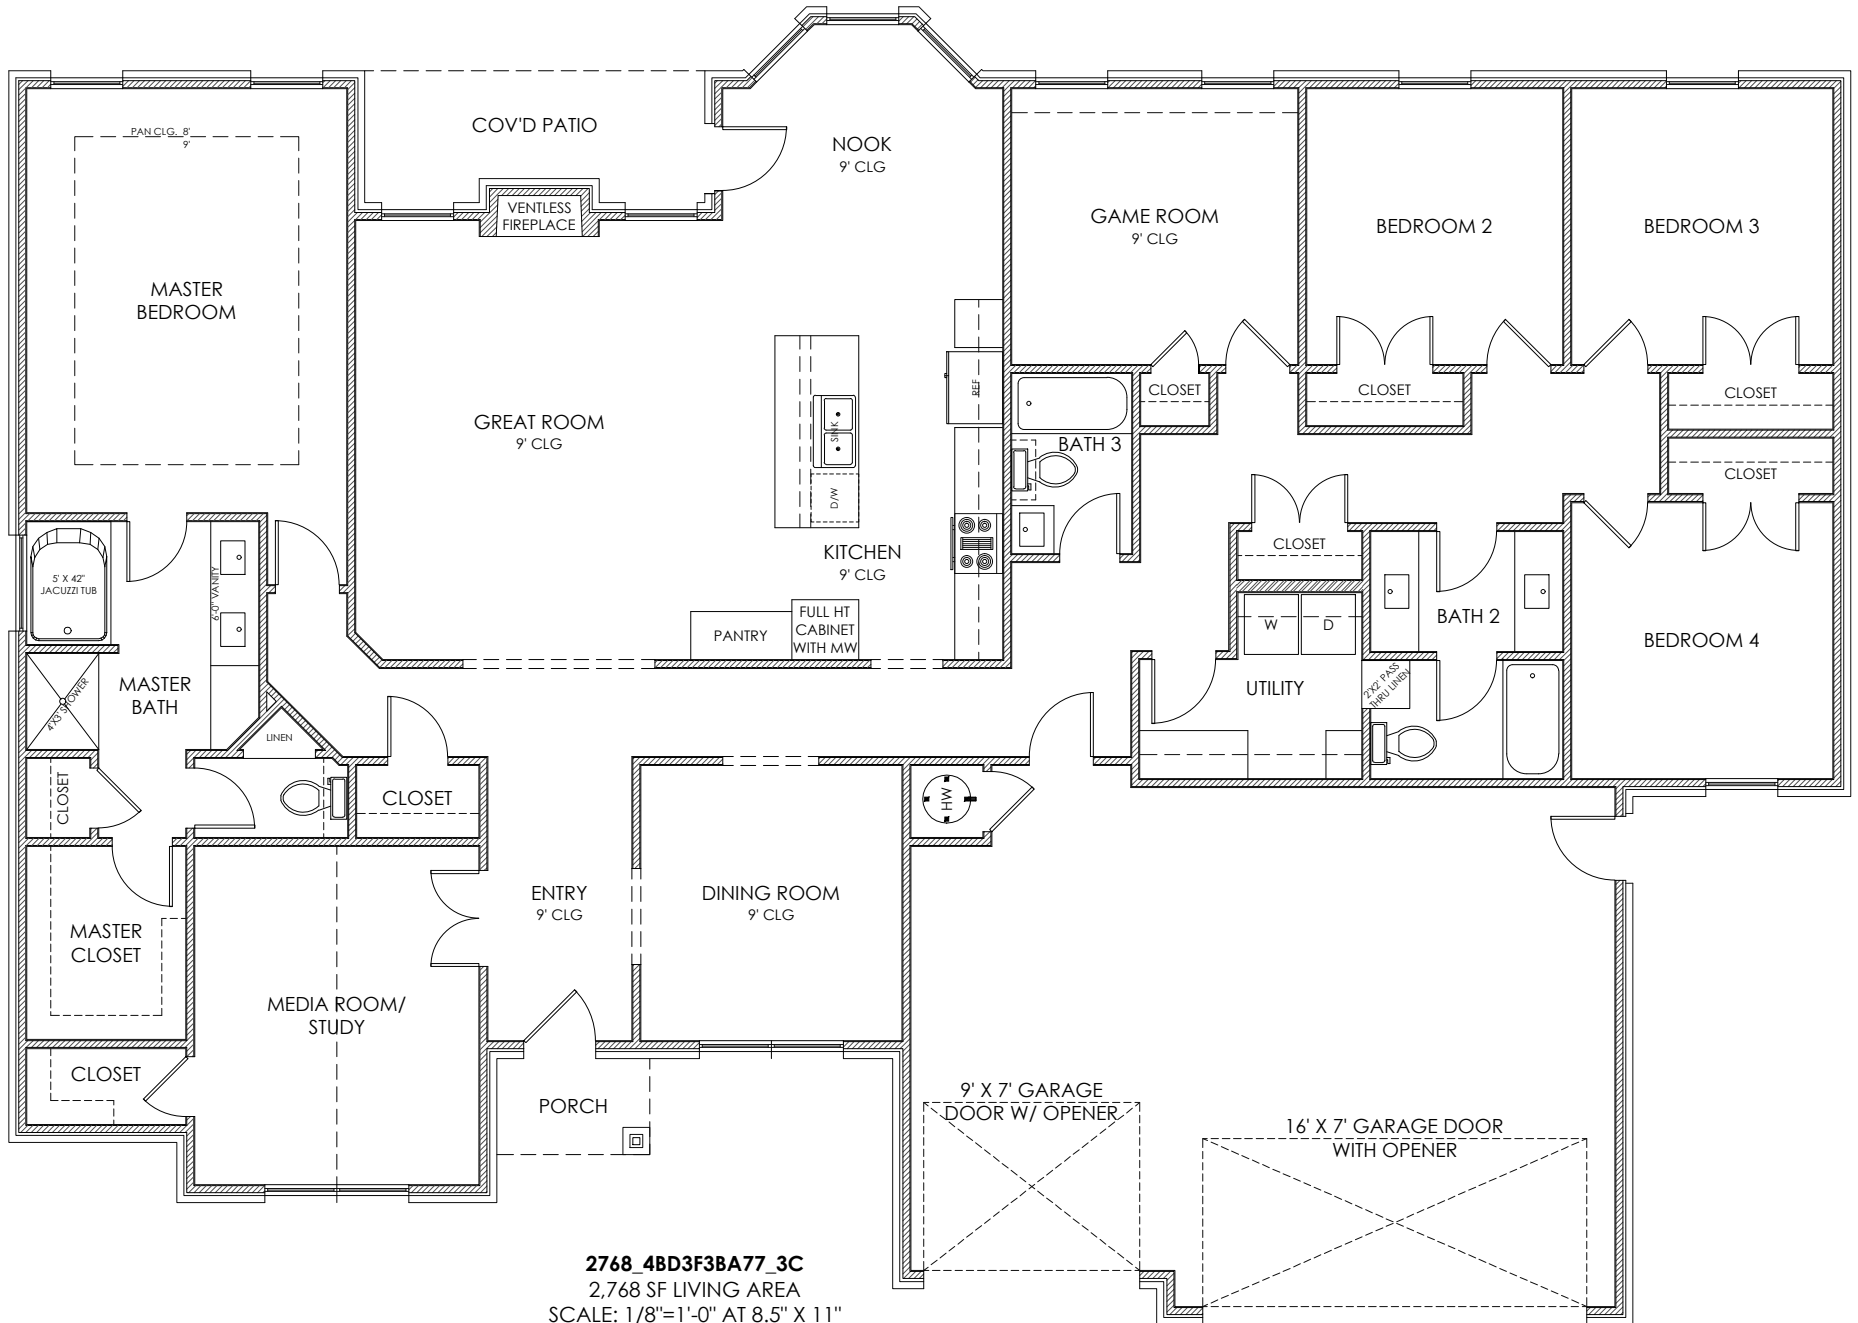 PAN CLG. 8'
9'
COV'D PATIO
NOOK
9' CLG
VENTLESS
FIREPLACE
GAME ROOM
9' CLG
BEDROOM 2
BEDROOM 3
MASTER
BEDROOM
GREAT ROOM
9' CLG
REF
SINK
D/W
CLOSET
CLOSET
CLOSET
BATH 3
CLOSET
KITCHEN
9' CLG
CLOSET
5' X 42"
JACUZZI TUB
6'-0" VANITY
PANTRY
FULL HT
CABINET
WITH MW
W
D
BATH 2
BEDROOM 4
MASTER
BATH
4'X3' SHOWER
UTILITY
2'X2' PASS
THRU LINEN
LINEN
CLOSET
CLOSET
HW
ENTRY
9' CLG
DINING ROOM
9' CLG
MASTER
CLOSET
MEDIA ROOM/
STUDY
CLOSET
PORCH
9' X 7' GARAGE
DOOR W/ OPENER
16' X 7' GARAGE DOOR
WITH OPENER
2768_4BD3F3BA77_3C
2,768 SF LIVING AREA
SCALE: 1/8"=1'-0" AT 8.5" X 11"